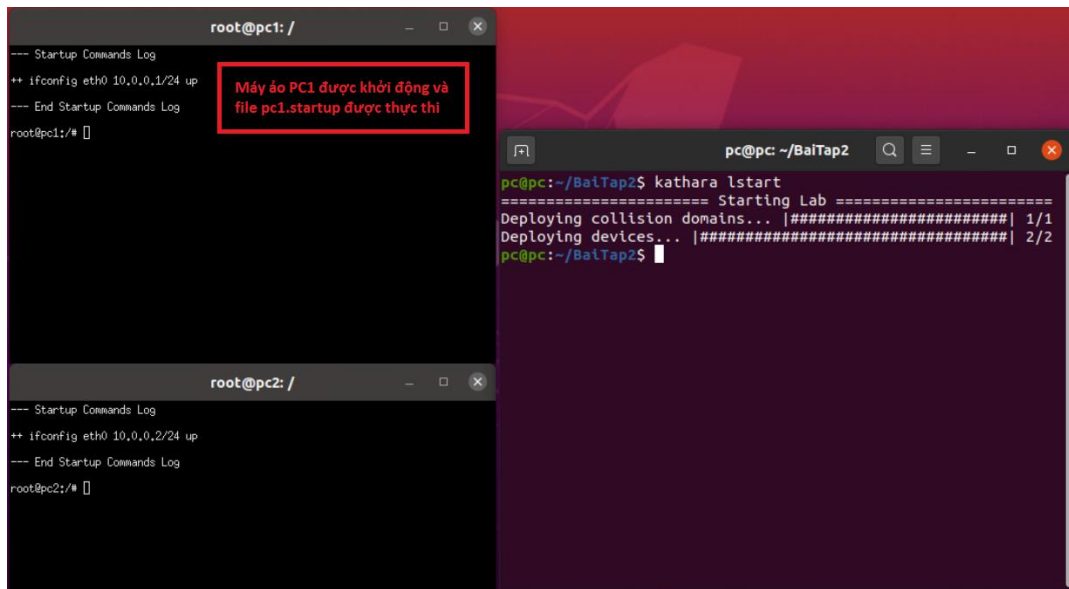 root@pc1: /
--- Startup Commands Log
++ ifconfig eth0 10.0.0.1/24 up
--- End Startup Commands Log
root@pc1:/#
Máy ảo PC1 được khởi động và
file pc1.startup được thực thi
pc@pc: ~/BaiTap2
pc@pc:~/BaiTap2$ kathara lstart
======================= Starting Lab ========================
Deploying collision domains... |########################| 1/1
Deploying devices... |##################################| 2/2
pc@pc:~/BaiTap2$
root@pc2: /
--- Startup Commands Log
++ ifconfig eth0 10.0.0.2/24 up
--- End Startup Commands Log
root@pc2:/#